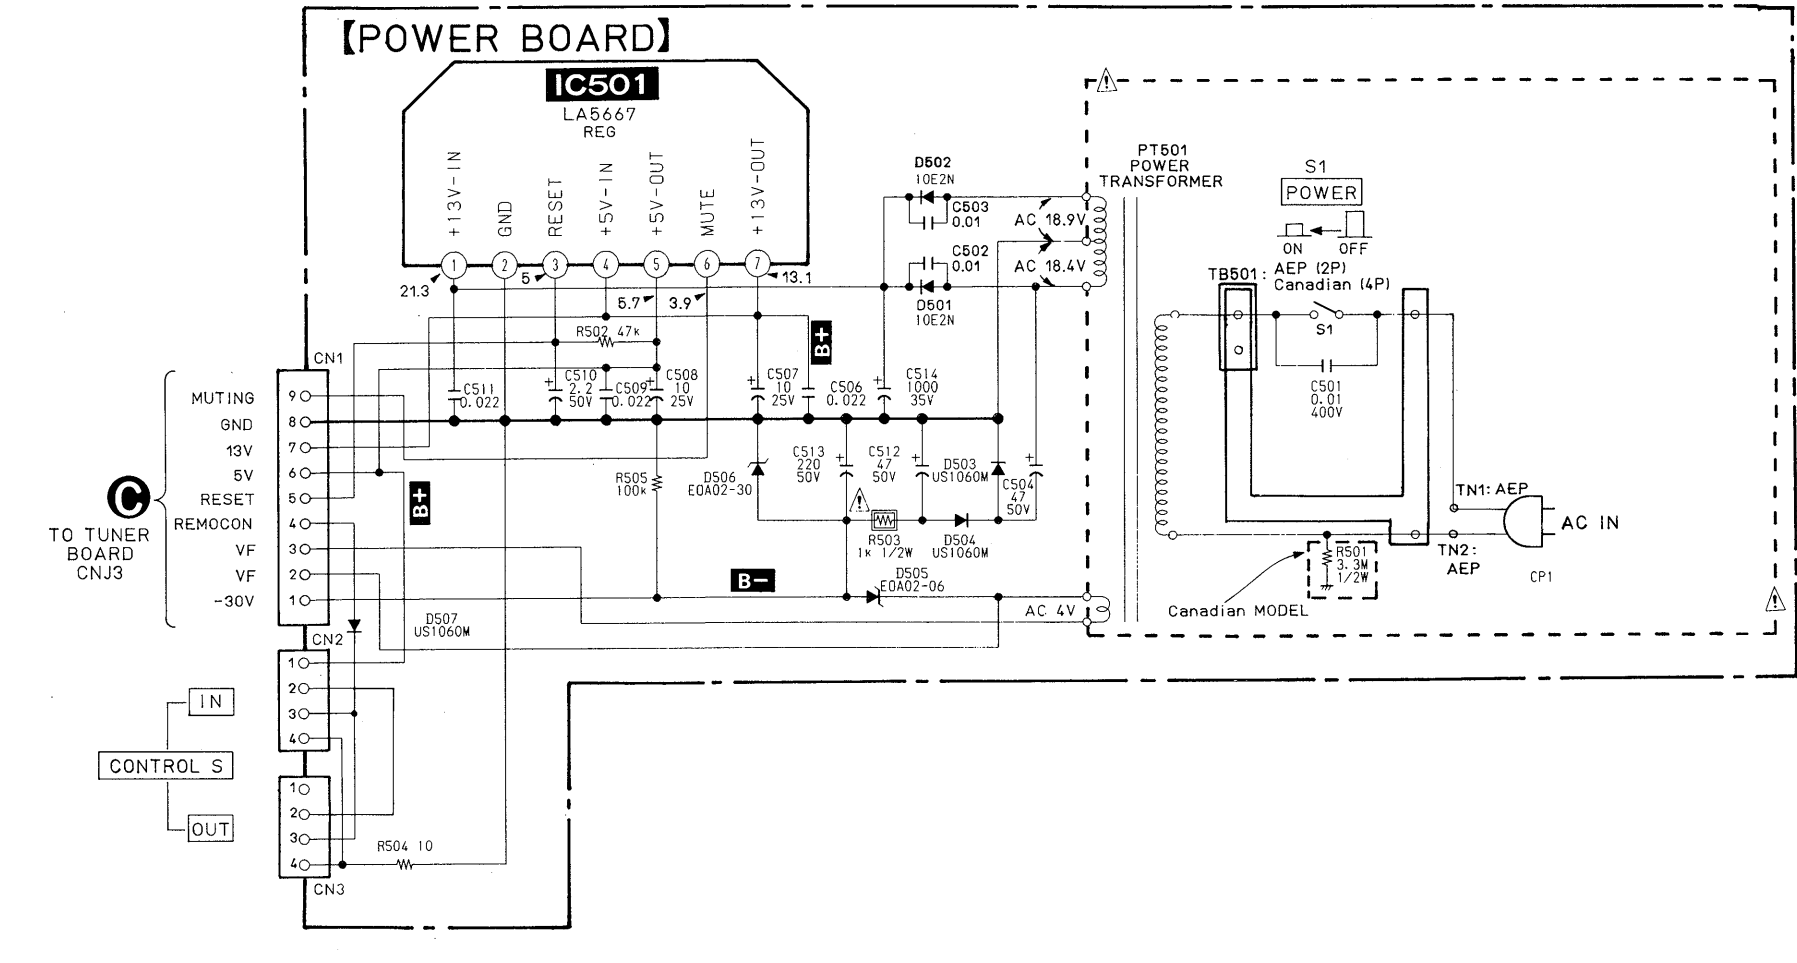 【POWER BOARD】
IC501
LA5667
REG
+13V-IN
GND
RESET
+5V-IN
+5V-OUT
MUTE
+13V-OUT
1 2 3 4 5 6 7
21.3
5
5.7
3.9
13.1
D502
10E2N
C503
0.01
C502
0.01
D501
10E2N
AC 18.9V
AC 18.4V
PT501
POWER
TRANSFORMER
S1
POWER
ON
OFF
TB501: AEP (2P)
Canadian (4P)
S1
C501
0.01
400V
R502 47k
B+
CN1
C511
0.022
C510
2.2
50V
C509
0.022
C508
10
25V
C507
10
25V
C506
0.022
C514
1000
35V
MUTING 9
GND 8
13V 7
5V 6
RESET 5
REMOCON 4
VF 3
VF 2
-30V 1
C
TO TUNER
BOARD
CNJ3
B+
R505
100k
D506
EQA02-30
C513
220
50V
C512
47
50V
D503
US1060M
C504
47
50V
R503
1k 1/2W
D504
US1060M
TN1: AEP
AC IN
TN2:
AEP
CP1
R501
3.3M
1/2W
Canadian MODEL
B-
D505
EQA02-06
AC 4V
D507
US1060M
CN2
1
2
3
4
IN
CONTROL S
OUT
1
2
3
4
R504 10
CN3